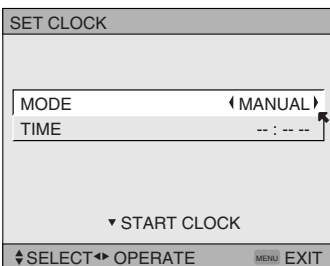 SET CLOCK
MODE MANUAL
TIME -- : -- --
START CLOCK
SELECT OPERATE MENU EXIT